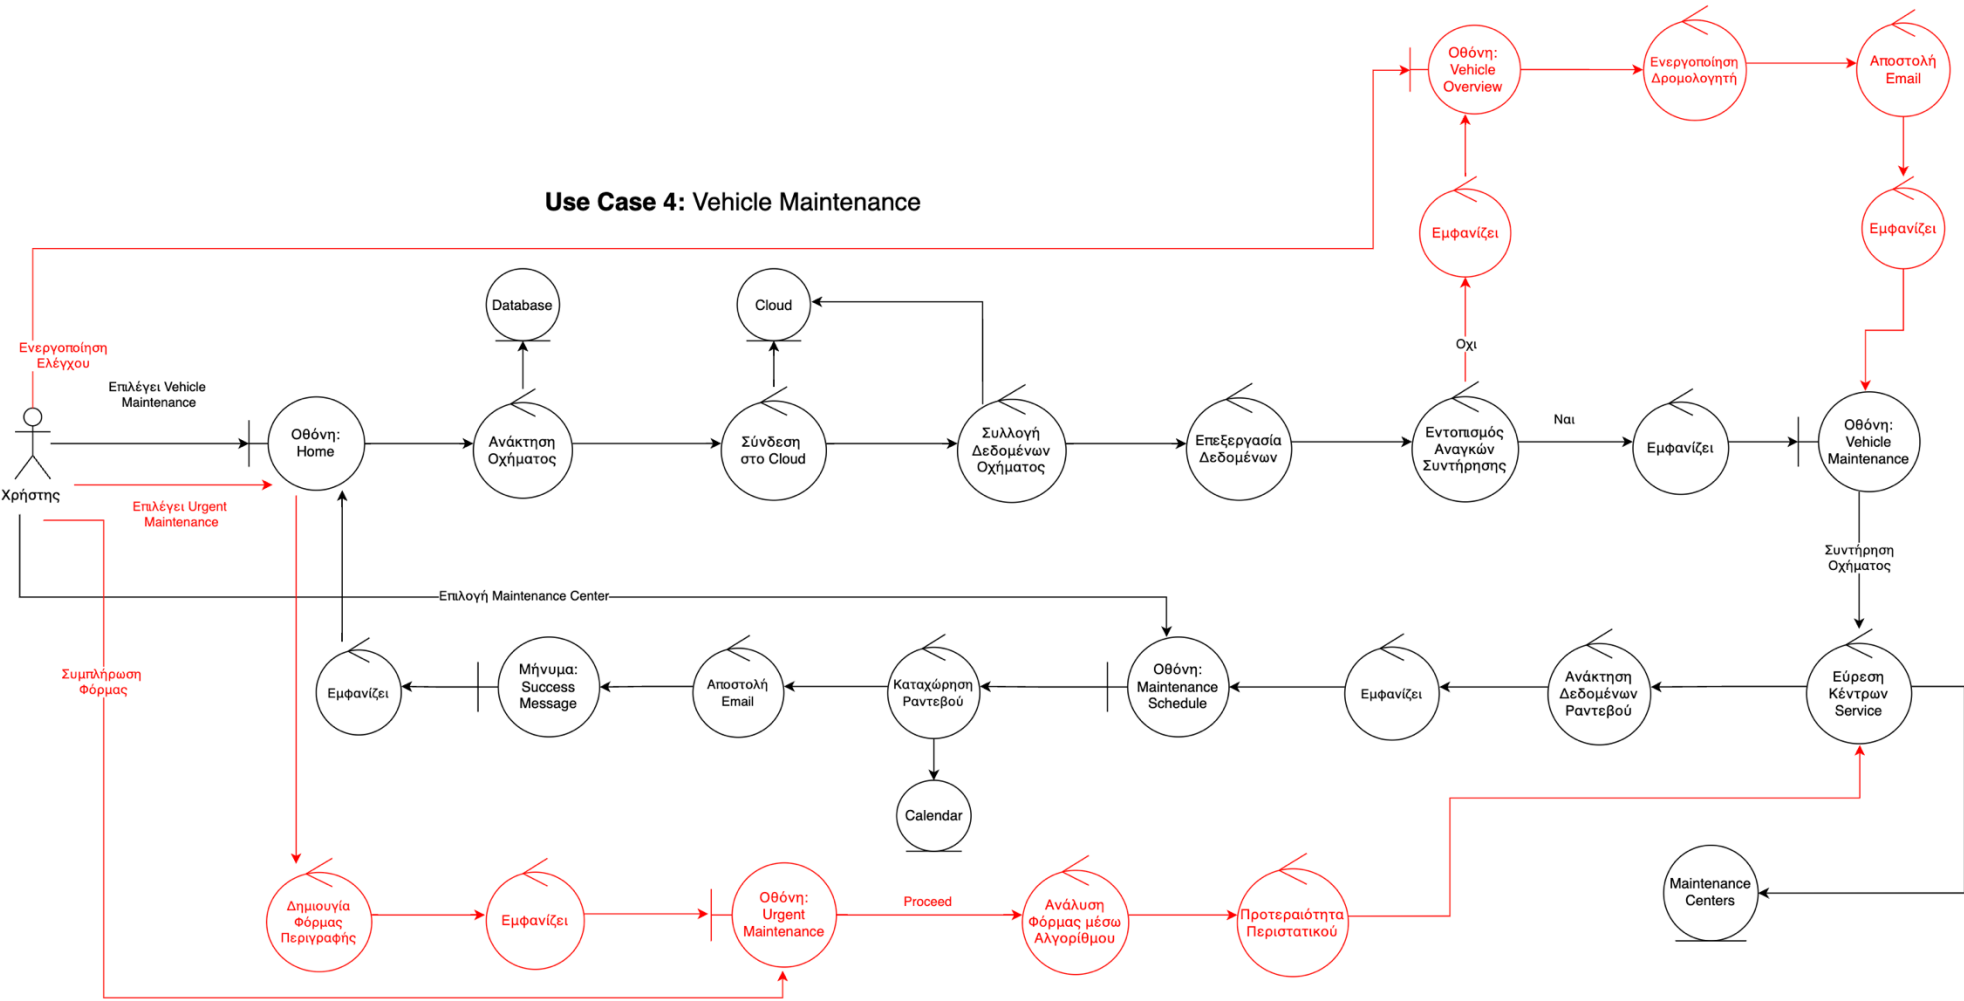 Οθόνη:
Vehicle
Overview
Ενεργοποίηση
Δρομολογητή
Αποστολή
Email
Use Case 4: Vehicle Maintenance
Εμφανίζει
Εμφανίζει
Database
Cloud
Ενεργοποίηση
Ελέγχου
Οχι
Επιλέγει Vehicle
Maintenance
Οθόνη:
Home
Ανάκτηση
Οχήματος
Σύνδεση
στο Cloud
Συλλογή
Δεδομένων
Οχήματος
Επεξεργασία
Δεδομένων
Εντοπισμός
Αναγκών
Συντήρησης
Ναι
Εμφανίζει
Οθόνη:
Vehicle
Maintenance
Χρήστης
Επιλέγει Urgent
Maintenance
Συντήρηση
Οχήματος
Επιλογή Maintenance Center
Συμπλήρωση
Φόρμας
Εμφανίζει
Μήνυμα:
Success
Message
Αποστολή
Email
Καταχώρηση
Ραντεβού
Οθόνη:
Maintenance
Schedule
Εμφανίζει
Ανάκτηση
Δεδομένων
Ραντεβού
Εύρεση
Κέντρων
Service
Calendar
Maintenance
Centers
Δημιουγία
Φόρμας
Περιγραφής
Εμφανίζει
Οθόνη:
Urgent
Maintenance
Proceed
Ανάλυση
Φόρμας μέσω
Αλγορίθμου
Προτεραιότητα
Περιστατικού